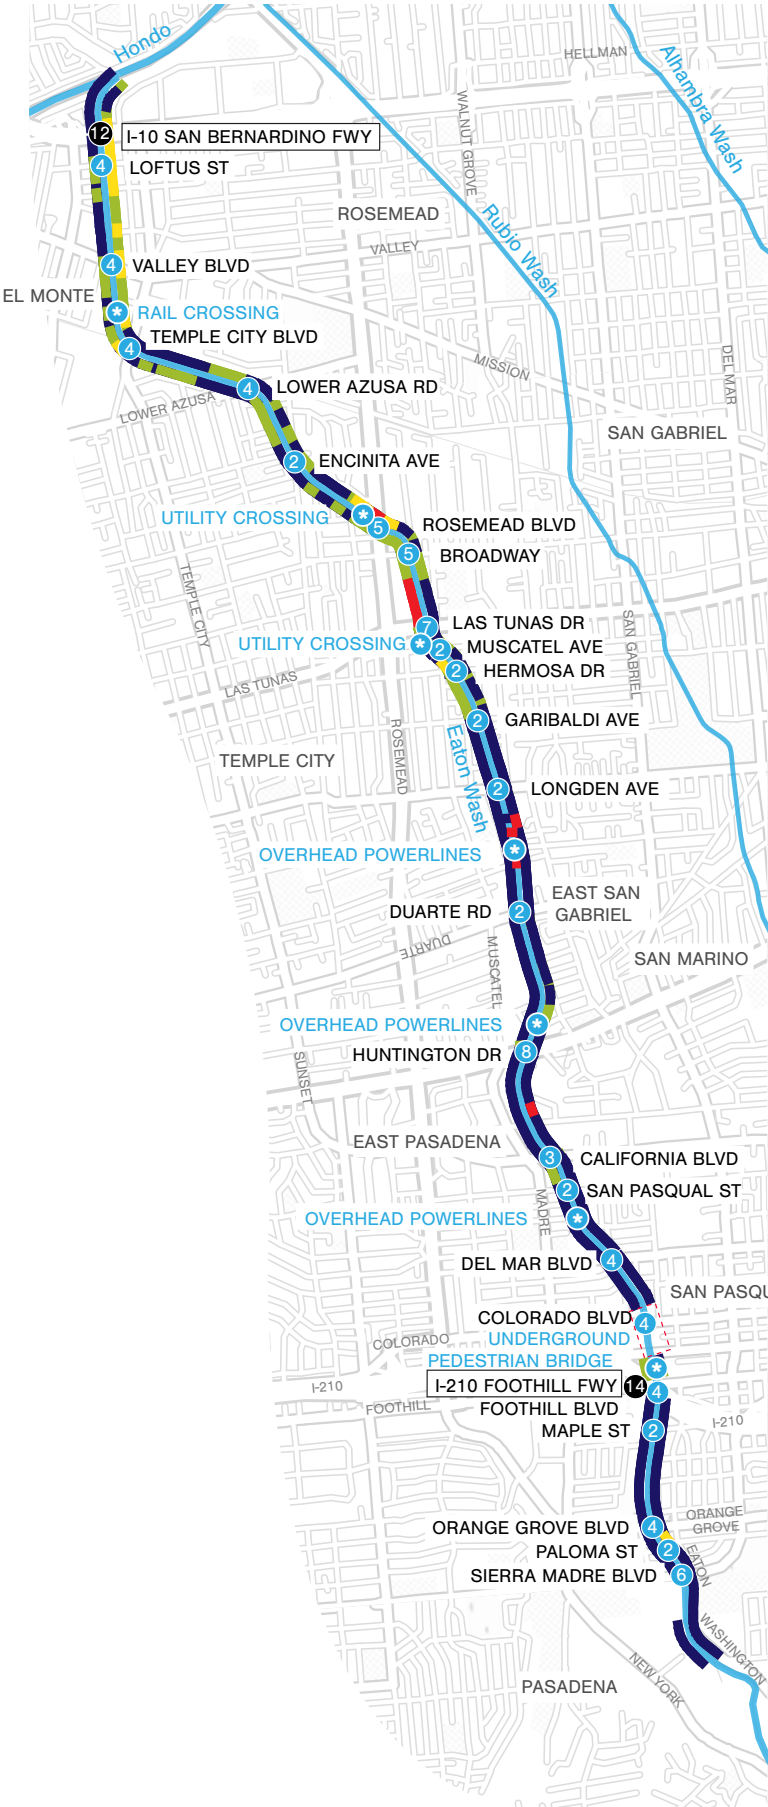 Hondo
HELLMAN
Alhambra Wash
WALNUT GROVE
12
I-10 SAN BERNARDINO FWY
4
LOFTUS ST
ROSEMEAD
Rubio Wash
VALLEY
4
VALLEY BLVD
EL MONTE
*
RAIL CROSSING
4
TEMPLE CITY BLVD
MISSION
DEL MAR
4
LOWER AZUSA RD
LOWER AZUSA
SAN GABRIEL
2
ENCINITA AVE
UTILITY CROSSING
*
5
ROSEMEAD BLVD
5
BROADWAY
TEMPLE CITY
7
LAS TUNAS DR
UTILITY CROSSING
*
2
MUSCATEL AVE
2
HERMOSA DR
SAN GABRIEL
LAS TUNAS
2
GARIBALDI AVE
ROSEMEAD
Eaton Wash
TEMPLE CITY
2
LONGDEN AVE
OVERHEAD POWERLINES
*
EAST SAN
GABRIEL
DUARTE RD
2
DUARTE
MUSCATEL
SAN MARINO
OVERHEAD POWERLINES
*
HUNTINGTON DR
8
SUNSET
EAST PASADENA
3
CALIFORNIA BLVD
2
SAN PASQUAL ST
MADRE
OVERHEAD POWERLINES
*
DEL MAR BLVD
4
SAN PASQU
COLORADO BLVD
4
COLORADO
UNDERGROUND
PEDESTRIAN BRIDGE
*
I-210
I-210 FOOTHILL FWY
14
4
FOOTHILL
FOOTHILL BLVD
I-210
MAPLE ST
2
ORANGE
GROVE
ORANGE GROVE BLVD
4
PALOMA ST
2
EATON
SIERRA MADRE BLVD
6
WASHINGTON
NEW YORK
PASADENA